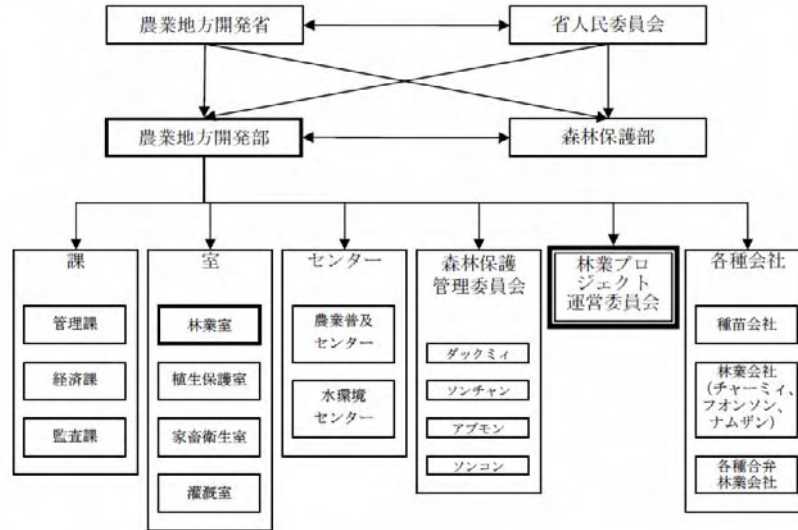 農業地方開発省
省人民委員会
農業地方開発部
森林保護部
課
管理課
経済課
監査課
室
林業室
植生保護室
家畜衛生室
灌漑室
センター
農業普及
センター
水環境
センター
森林保護
管理委員会
ダックミィ
ソンチャン
アプモン
ソンコン
林業プロ
ジェクト
運営委員会
各種会社
種苗会社
林業会社
(チャーミィ、
フオンソン、
ナムザン)
各種合弁
林業会社